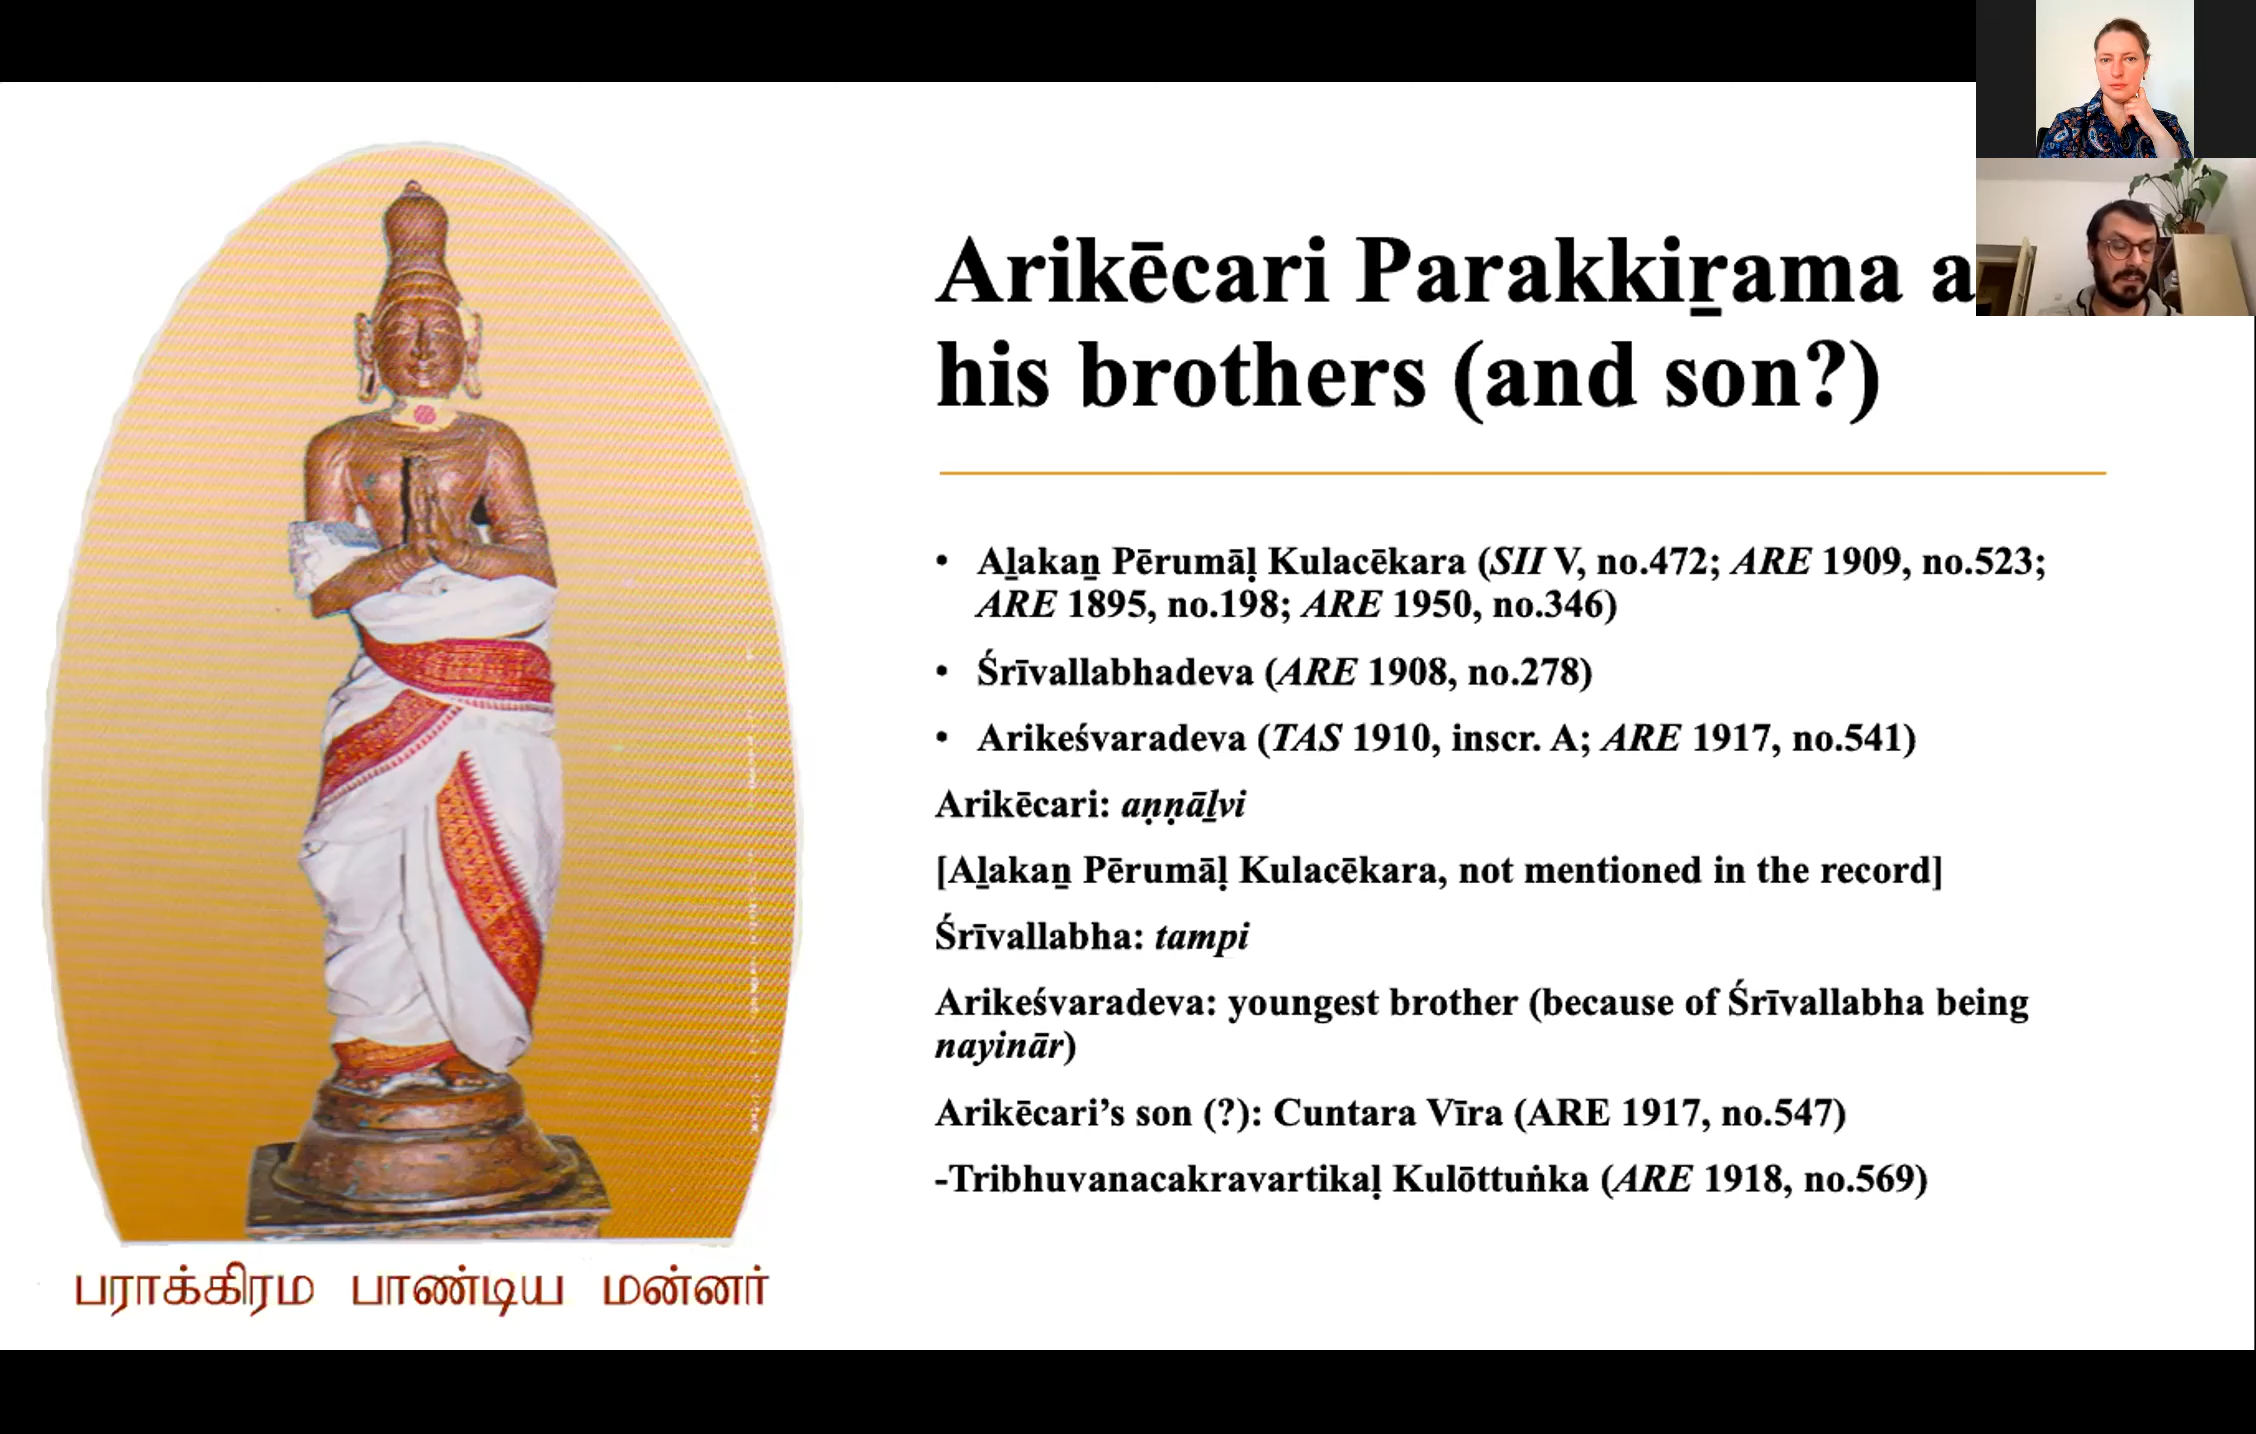 Arikēcari Parakkiṟama a
his brothers (and son?)
• Aḻakaṉ Pērumāḷ Kulacēkara (SII V, no.472; ARE 1909, no.523;
ARE 1895, no.198; ARE 1950, no.346)
• Śrīvallabhadeva (ARE 1908, no.278)
• Arikeśvaradeva (TAS 1910, inscr. A; ARE 1917, no.541)
Arikēcari: aṇṇāḻvi
[Aḻakaṉ Pērumāḷ Kulacēkara, not mentioned in the record]
Śrīvallabha: tampi
Arikeśvaradeva: youngest brother (because of Śrīvallabha being
nayinār)
Arikēcari’s son (?): Cuntara Vīra (ARE 1917, no.547)
-Tribhuvanacakravartikaḷ Kulōttuṅka (ARE 1918, no.569)
பராக்கிரம பாண்டிய மன்னர்